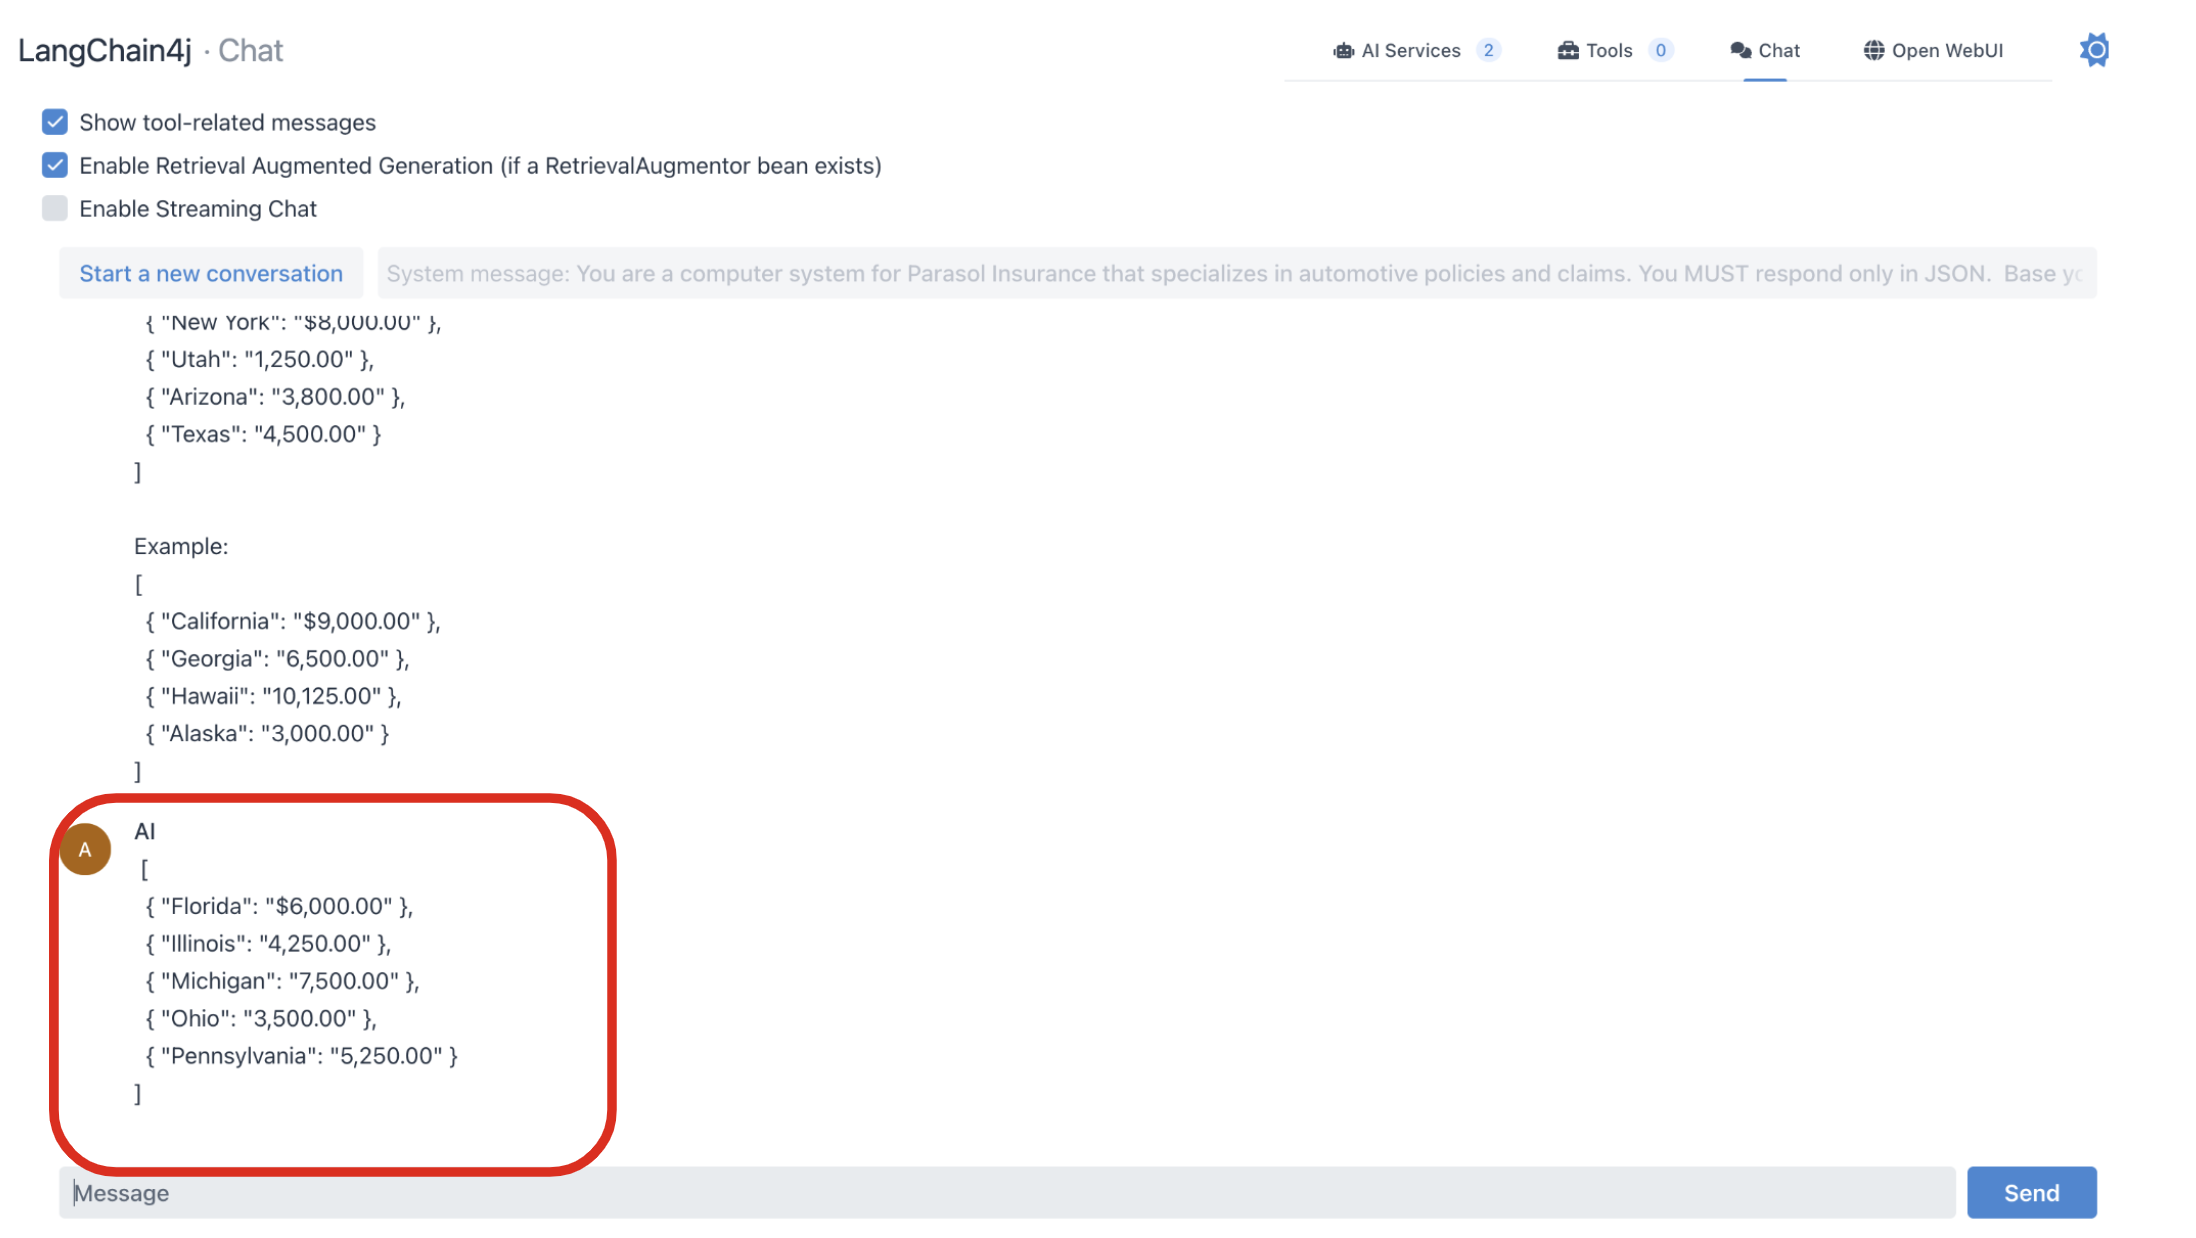 LangChain4j · Chat
AI Services 2 Tools 0 Chat Open WebUI
Show tool-related messages
Enable Retrieval Augmented Generation (if a RetrievalAugmentor bean exists)
Enable Streaming Chat
Start a new conversation
System message: You are a computer system for Parasol Insurance that specializes in automotive policies and claims. You MUST respond only in JSON. Base
{ "New York": "$8,000.00" },
{ "Utah": "1,250.00" },
{ "Arizona": "3,800.00" },
{ "Texas": "4,500.00" }
]
Example:
[
{ "California": "$9,000.00" },
{ "Georgia": "6,500.00" },
{ "Hawaii": "10,125.00" },
{ "Alaska": "3,000.00" }
]
A
AI
[
{ "Florida": "$6,000.00" },
{ "Illinois": "4,250.00" },
{ "Michigan": "7,500.00" },
{ "Ohio": "3,500.00" },
{ "Pennsylvania": "5,250.00" }
]
Message
Send